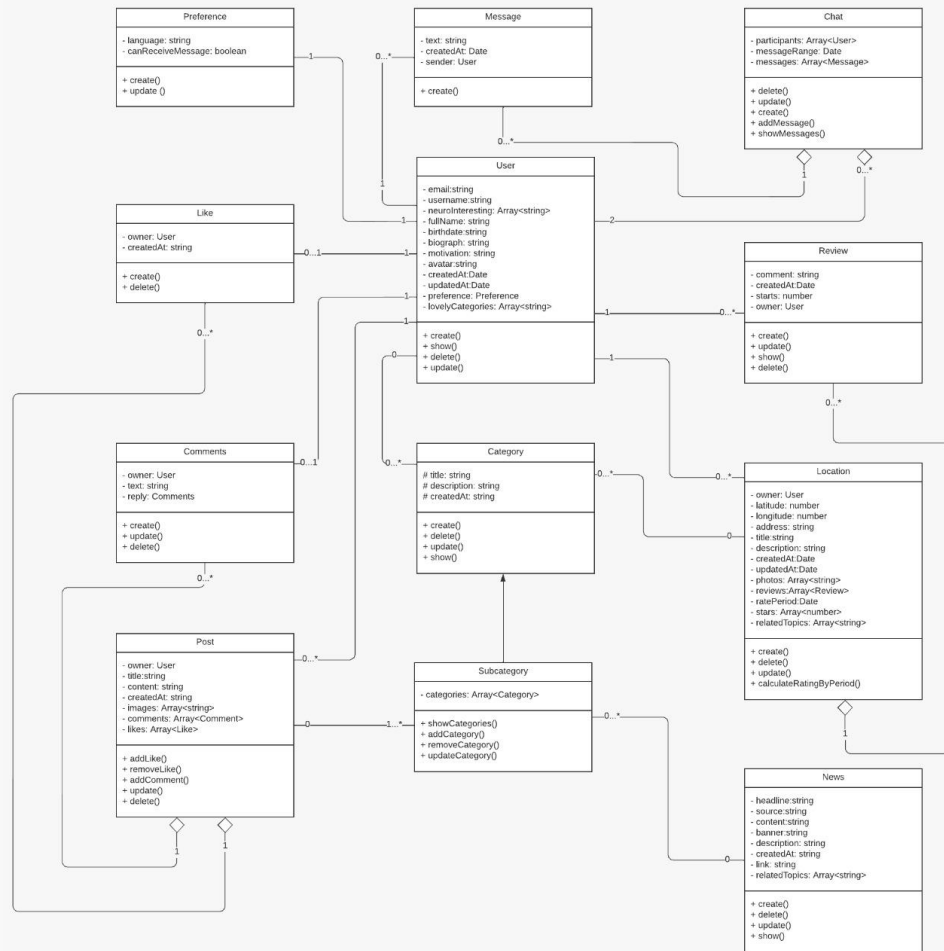 Preference
- language: string
- canReceiveMessage: boolean
+ create()
+ update ()
1
Message
- text: string
- createdAt: Date
- sender: User
+ create()
0...*
0...*
Chat
- participants: Array<User>
- messageRange: Date
- messages: Array<Message>
+ delete()
+ update()
+ create()
+ addMessage()
+ showMessages()
1
0...*
User
- email:string
- username:string
- neuroInteresting: Array<string>
- fullName: string
- birthdate:string
- biograph: string
- motivation: string
- avatar:string
- createdAt:Date
- updatedAt:Date
- preference: Preference
- lovelyCategories: Array<string>
+ create()
+ show()
+ delete()
+ update()
1
1
1
1
1
0
2
1
1
Like
- owner: User
- createdAt: string
+ create()
+ delete()
0...1
0...*
Review
- comment: string
- createdAt:Date
- starts: number
- owner: User
+ create()
+ update()
+ show()
+ delete()
0...*
0...*
Comments
- owner: User
- text: string
- reply: Comments
+ create()
+ update()
+ delete()
0...1
0...*
Category
# title: string
# description: string
# createdAt: string
+ create()
+ delete()
+ update()
+ show()
0...*
0...*
Location
- owner: User
- latitude: number
- longitude: number
- address: string
- title:string
- description: string
- createdAt:Date
- updatedAt:Date
- photos: Array<string>
- reviews:Array<Review>
- ratePeriod:Date
- stars: Array<number>
- relatedTopics: Array<string>
+ create()
+ delete()
+ update()
+ calculateRatingByPeriod()
0...*
0
1
Post
- owner: User
- title:string
- content: string
- createdAt: string
- images: Array<string>
- comments: Array<Comment>
- likes: Array<Like>
+ addLike()
+ removeLike()
+ addComment()
+ update()
+ delete()
0...*
0
1
1
Subcategory
- categories: Array<Category>
+ showCategories()
+ addCategory()
+ removeCategory()
+ updateCategory()
1...*
0...*
News
- headline:string
- source:string
- content:string
- banner:string
- description: string
- createdAt: string
- link: string
- relatedTopics: Array<string>
+ create()
+ delete()
+ update()
+ show()
0